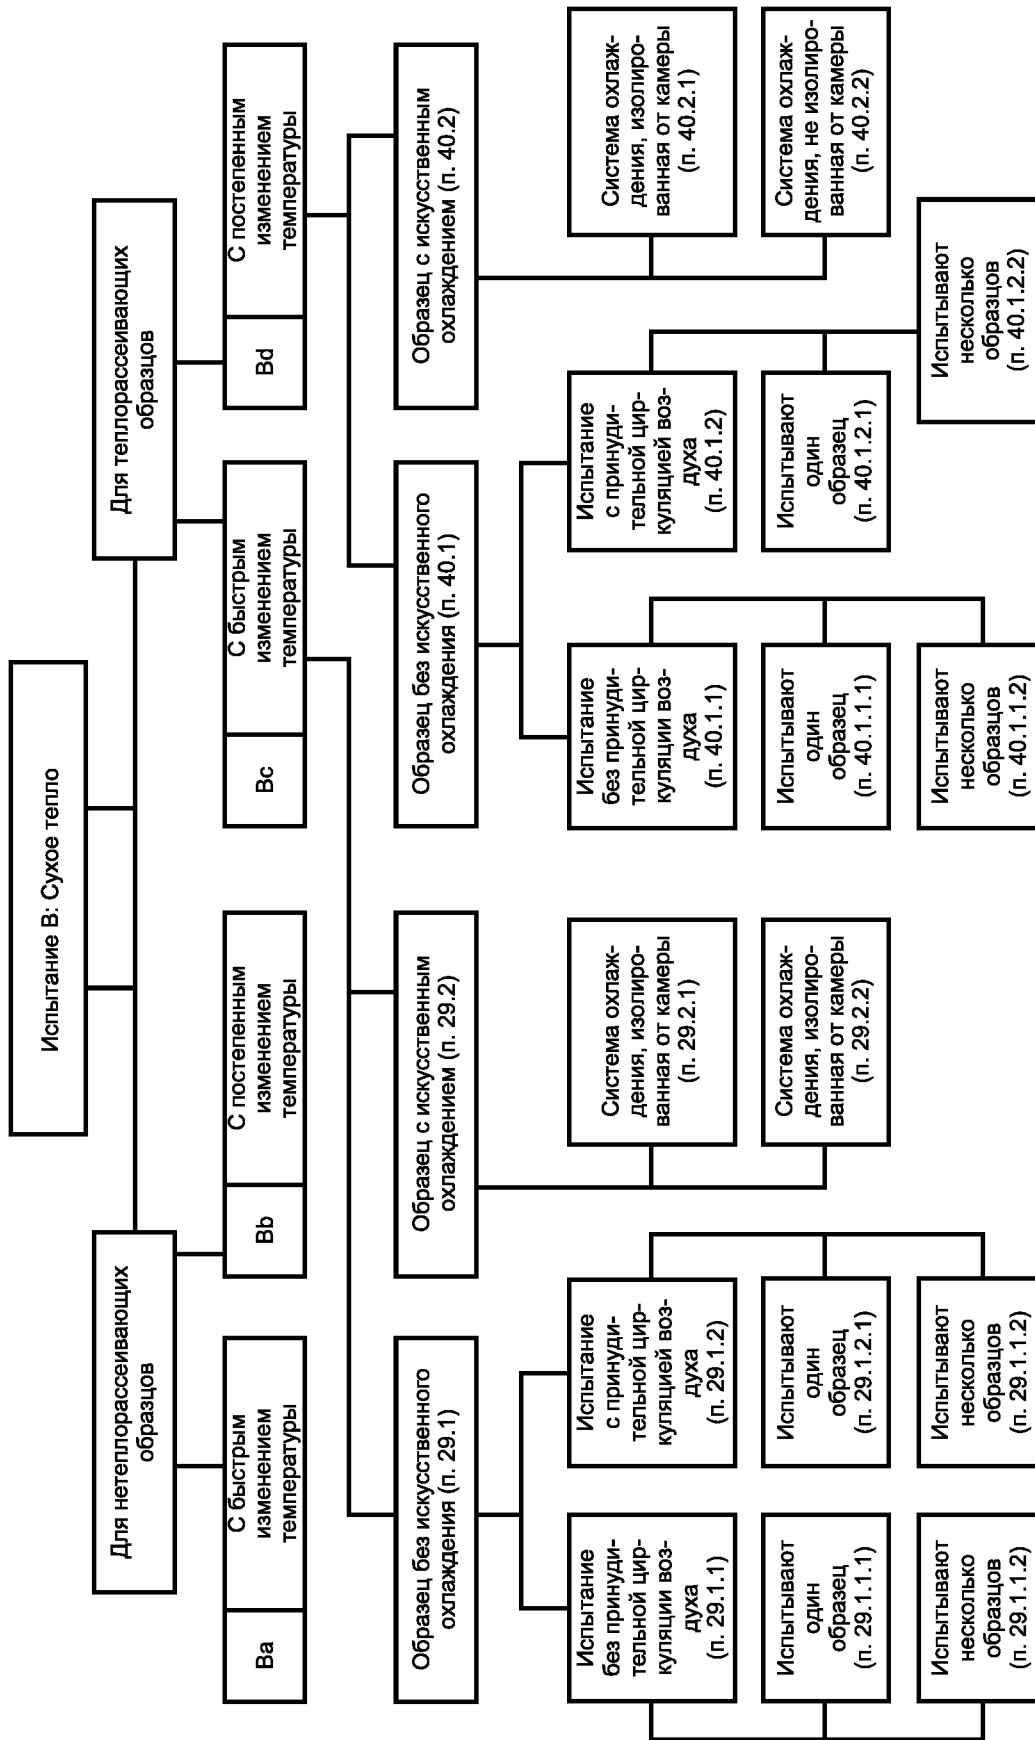 Испытание В: Сухое тепло
Для нетеплорассеивающих
образцов
Для теплорассеивающих
образцов
Ba
С быстрым
изменением
температуры
Bb
С постепенным
изменением
температуры
Bc
С быстрым
изменением
температуры
Bd
С постепенным
изменением
температуры
Образец без искусственного
охлаждения (п. 29.1)
Образец с искусственным
охлаждением (п. 29.2)
Образец без искусственного
охлаждения (п. 40.1)
Образец с искусственным
охлаждением (п. 40.2)
Испытание
без принуди-
тельной цир-
куляции воз-
духа
(п. 29.1.1)
Испытание
с принуди-
тельной цир-
куляцией воз-
духа
(п. 29.1.2)
Система охлаж-
дения, изолиро-
ванная от камеры
(п. 29.2.1)
Испытание
без принуди-
тельной цир-
куляции воз-
духа
(п. 40.1.1)
Испытание
с принуди-
тельной цир-
куляцией воз-
духа
(п. 40.1.2)
Система охлаж-
дения, изолиро-
ванная от камеры
(п. 40.2.1)
Испытывают
один
образец
(п. 29.1.1.1)
Испытывают
один
образец
(п. 29.1.2.1)
Система охлаж-
дения, изолиро-
ванная от камеры
(п. 29.2.2)
Испытывают
один
образец
(п. 40.1.1.1)
Испытывают
один
образец
(п. 40.1.2.1)
Система охлаж-
дения, не изолиро-
ванная от камеры
(п. 40.2.2)
Испытывают
несколько
образцов
(п. 29.1.1.2)
Испытывают
несколько
образцов
(п. 29.1.1.2)
Испытывают
несколько
образцов
(п. 40.1.1.2)
Испытывают
несколько
образцов
(п. 40.1.2.2)